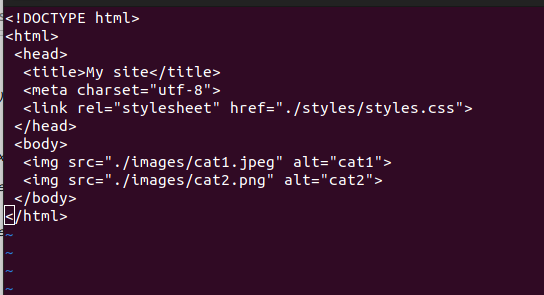 <!DOCTYPE html>
<html>
 <head>
  <title>My site</title>
  <meta charset="utf-8">
  <link rel="stylesheet" href="./styles/styles.css">
 </head>
 <body>
  <img src="./images/cat1.jpeg" alt="cat1">
  <img src="./images/cat2.png" alt="cat2">
 </body>
</html>
~
~
~
~